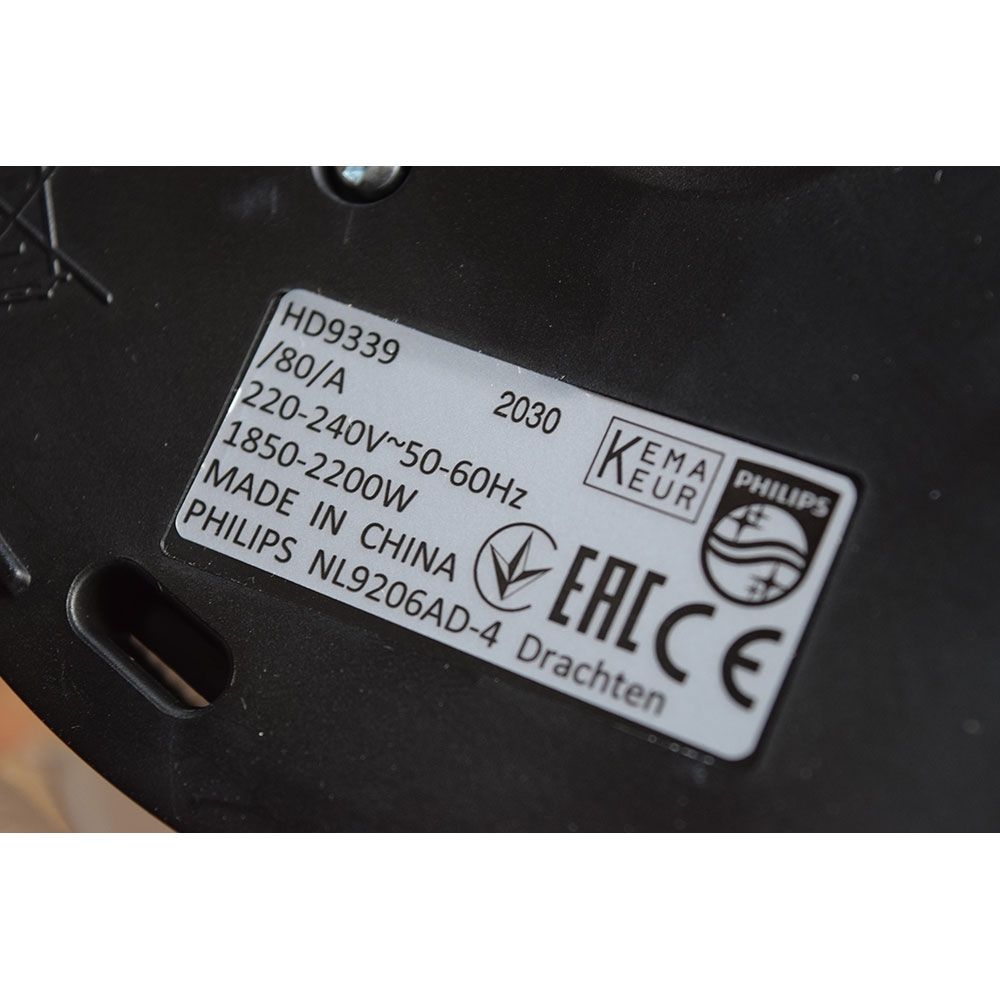 HD9339
/80/A
2030
220-240V~50-60Hz
1850-2200W
MADE IN CHINA
PHILIPS NL9206AD-4 Drachten
KEMA
KEUR
EAC
CE
PHILIPS